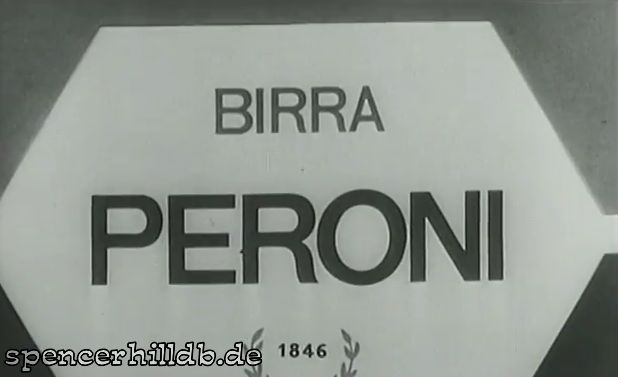 BIRRA
PERONI
1846
spencerhilldb.de